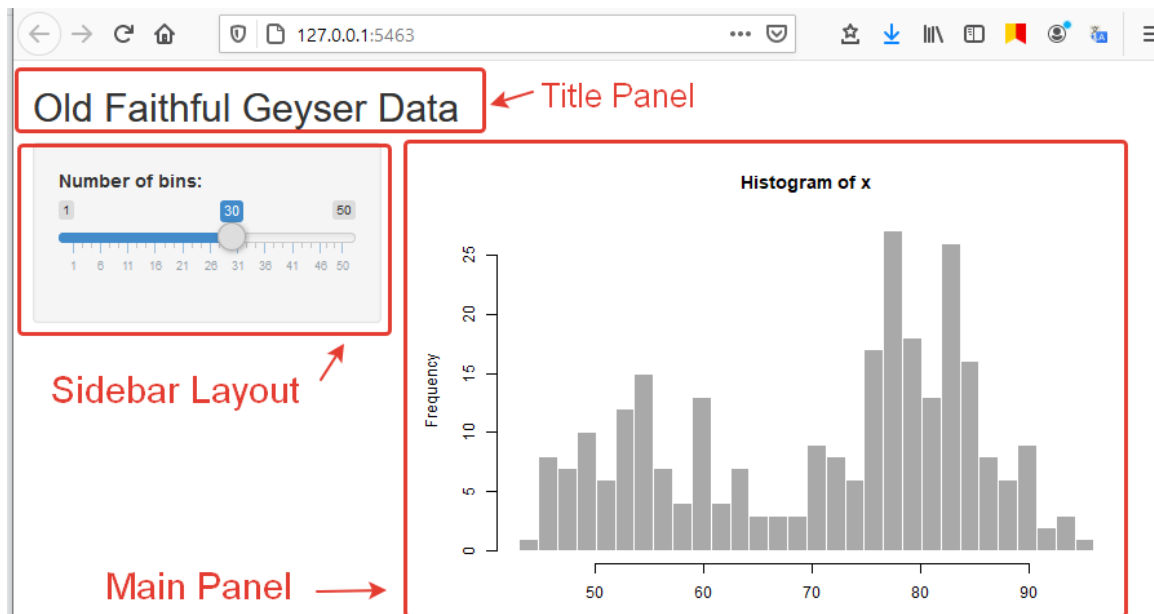 127.0.0.1:5463
Old Faithful Geyser Data
Title Panel
Number of bins:
1 30 50
1 6 11 16 21 26 31 36 41 46 50
Sidebar Layout
Histogram of x
Frequency
25
20
15
10
5
0
50 60 70 80 90
Main Panel